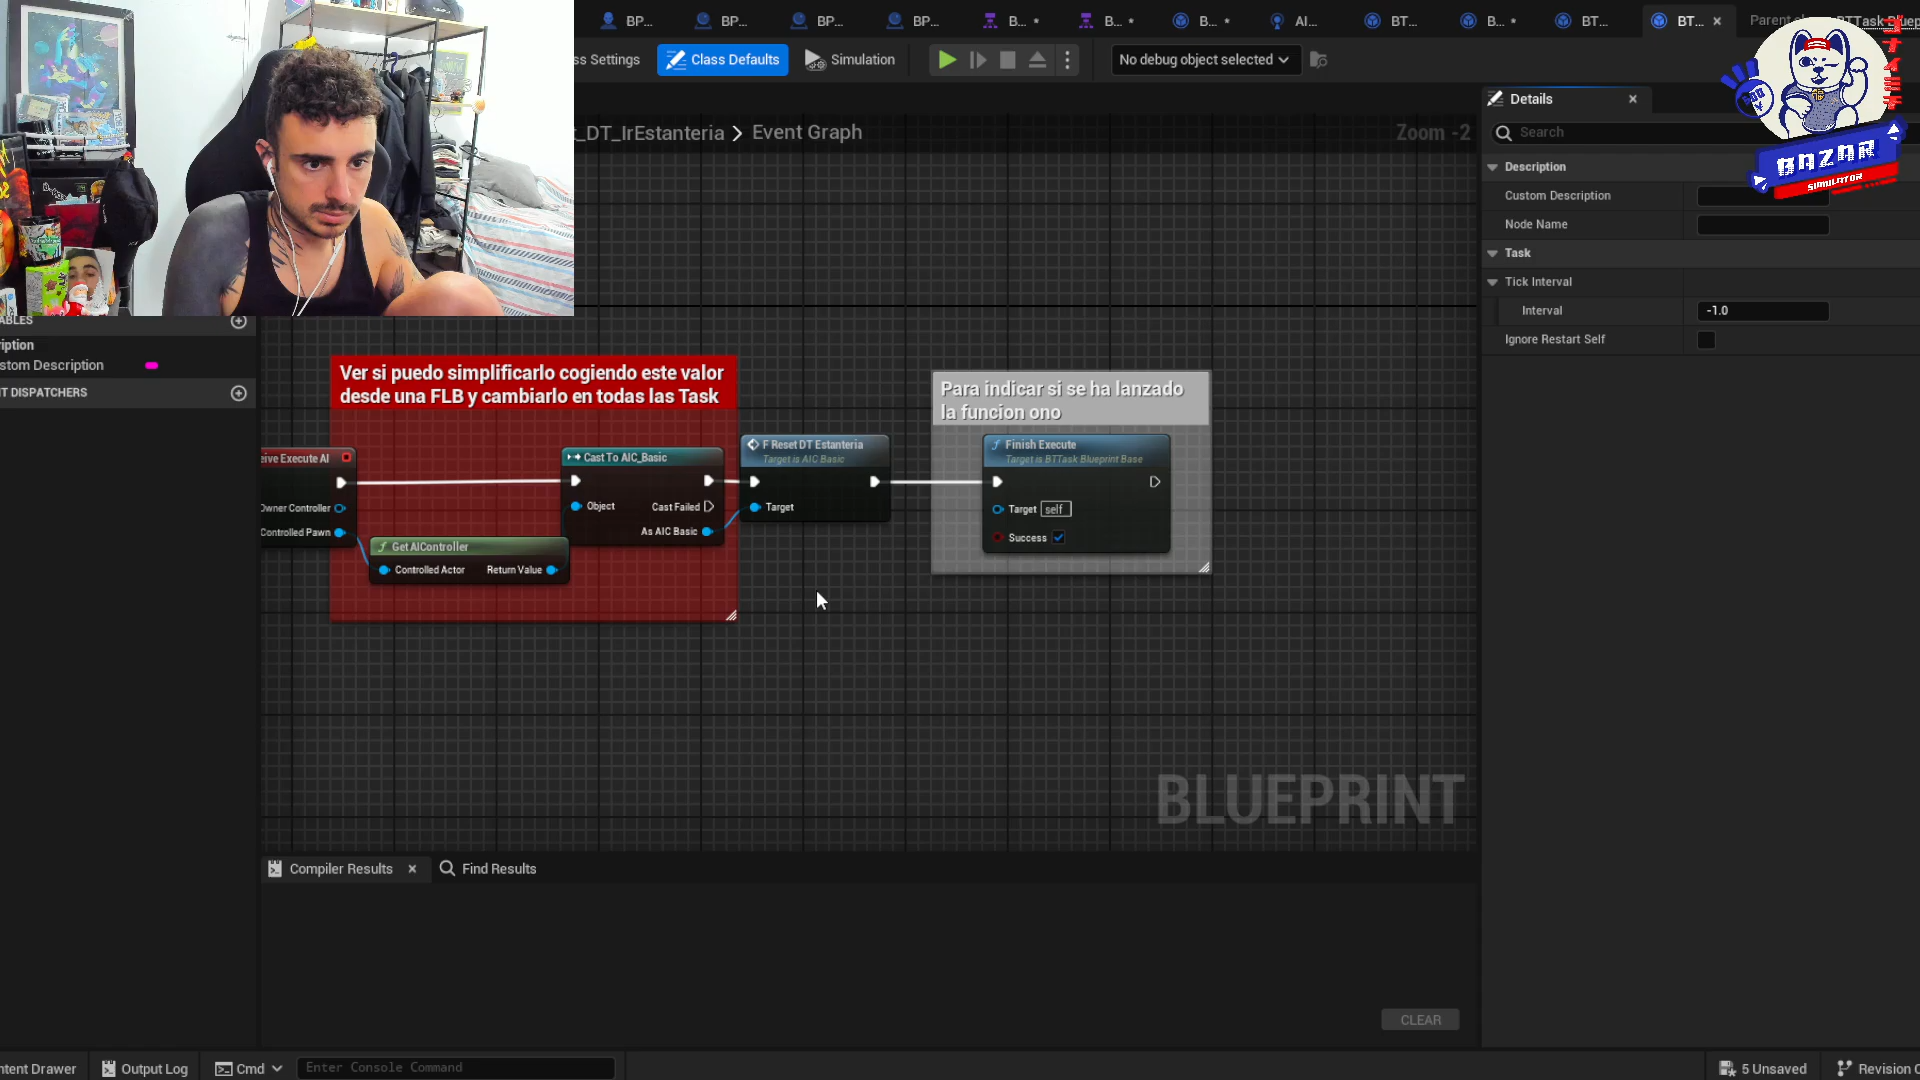 BP...
BP...
BP...
BP...
B... *
B... *
B... *
AI...
BT...
B... *
BT...
BT...
ss Settings
Class Defaults
Simulation
No debug object selected
_DT_IrEstanteria > Event Graph
Zoom -2
Details
Search
BAZAR
SIMULATOR
Description
Custom Description
Node Name
Task
Tick Interval
Interval
-1.0
Ignore Restart Self
ABLES
iption
stom Description
T DISPATCHERS
Ver si puedo simplificarlo cogiendo este valor
desde una FLB y cambiarlo en todas las Task
eive Execute AI
Owner Controller
Controlled Pawn
Get AIController
Controlled Actor
Return Value
Cast To AIC_Basic
Object
Cast Failed
As AIC Basic
F Reset DT Estanteria
Target is AIC Basic
Target
Para indicar si se ha lanzado
la funcion ono
Finish Execute
Target is BTTask Blueprint Base
Target
self
Success
BLUEPRINT
Compiler Results
Find Results
CLEAR
ntent Drawer
Output Log
Cmd
Enter Console Command
5 Unsaved
Revision C